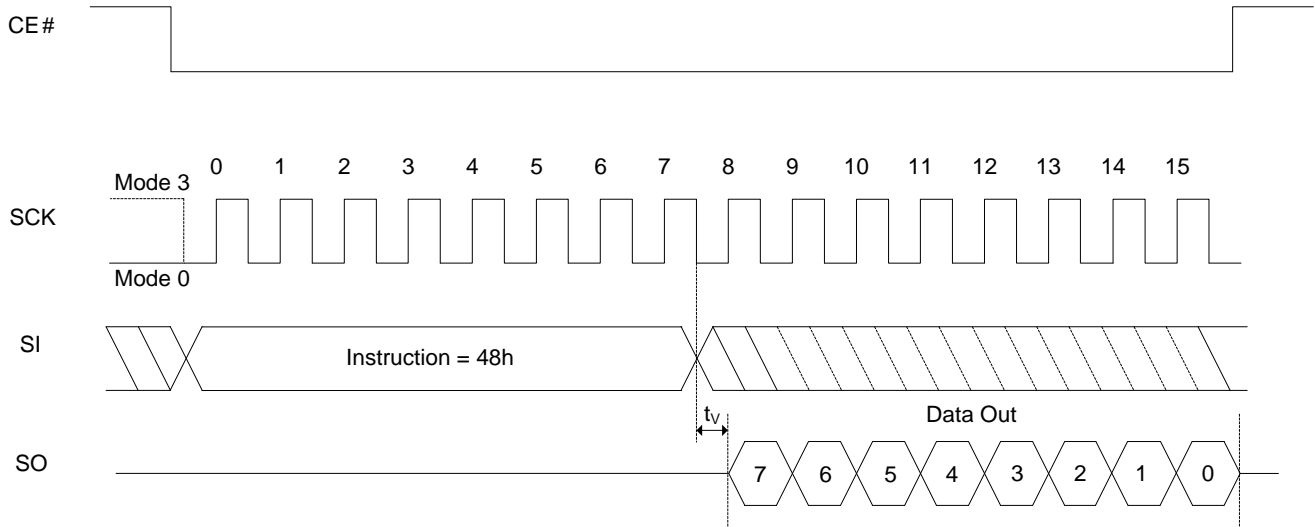 CE#
0 1 2 3 4 5 6 7 8 9 10 11 12 13 14 15
Mode 3
SCK
Mode 0
SI
Instruction = 48h
tV
Data Out
SO
7 6 5 4 3 2 1 0